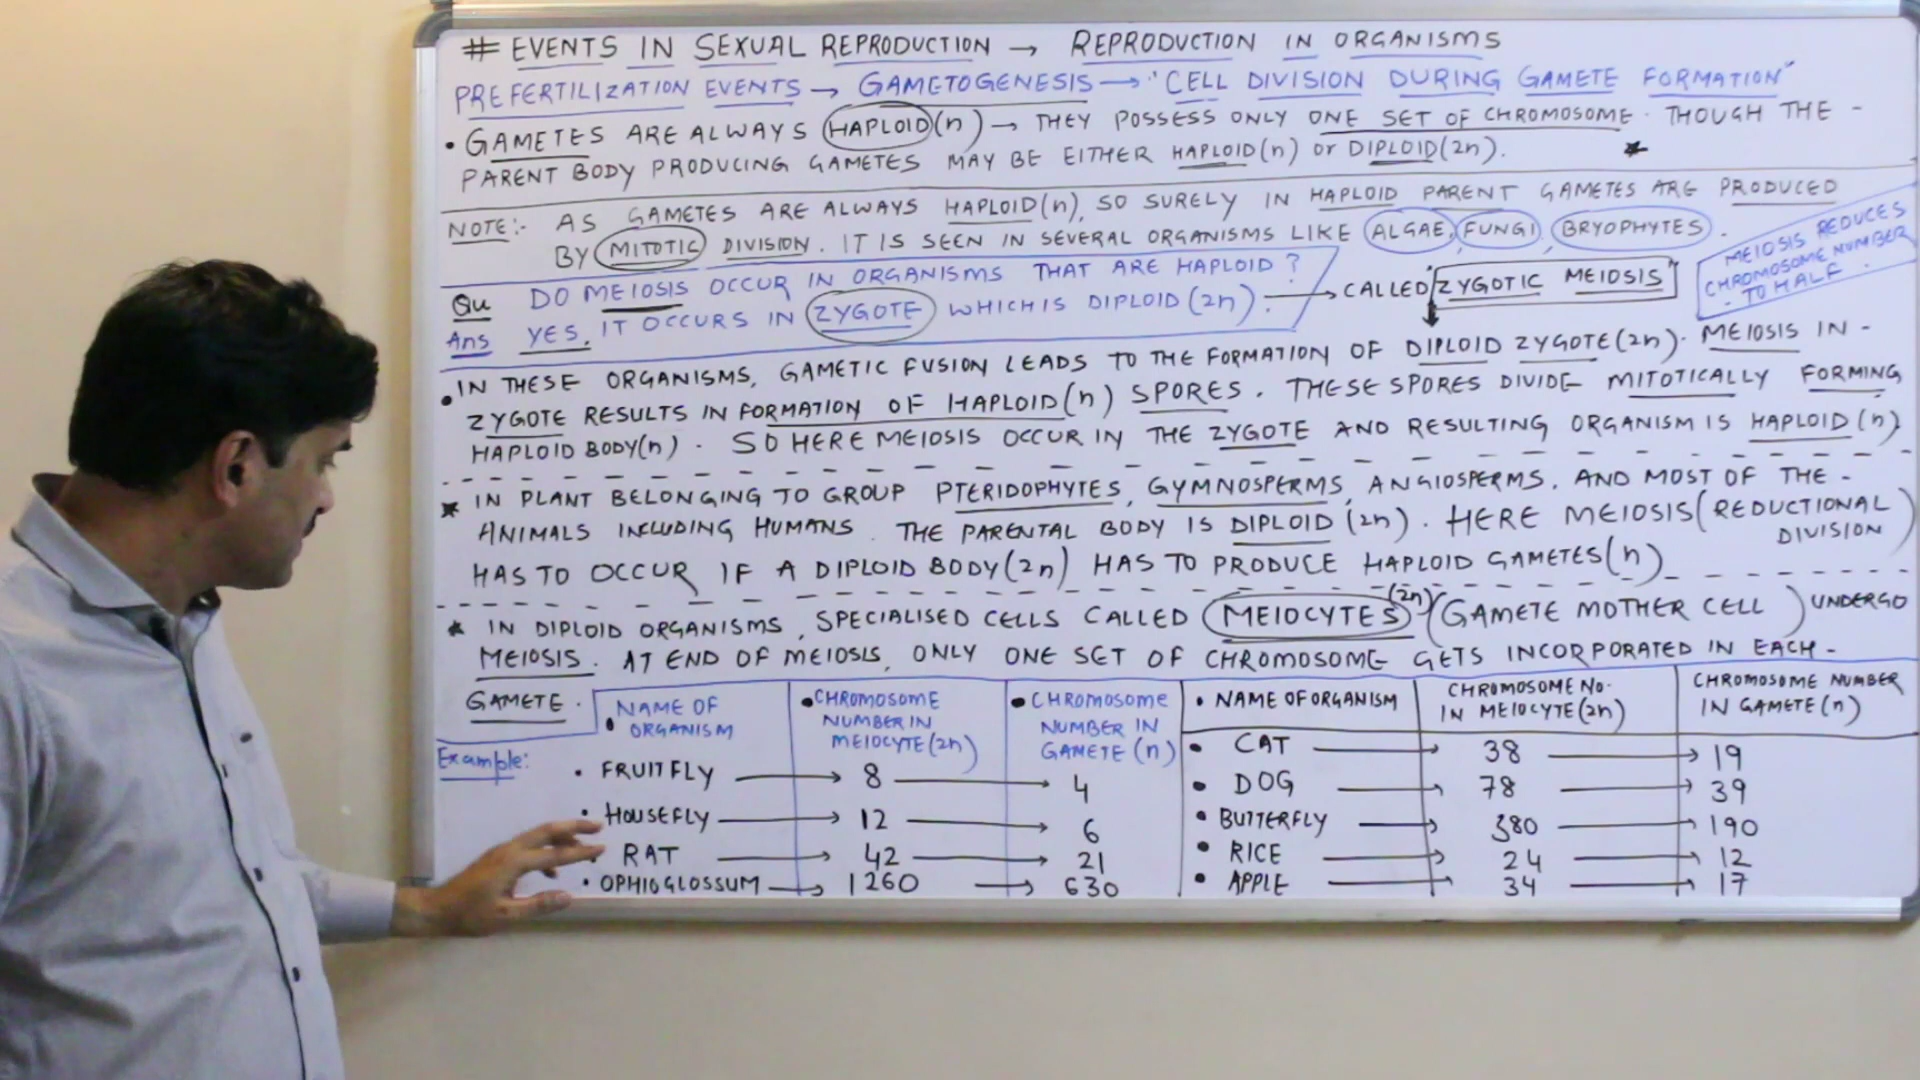 # EVENTS IN SEXUAL REPRODUCTION → REPRODUCTION IN ORGANISMS
PREFERTILIZATION EVENTS → GAMETOGENESIS → "CELL DIVISION DURING GAMETE FORMATION"
• GAMETES ARE ALWAYS HAPLOID (n) → THEY POSSESS ONLY ONE SET OF CHROMOSOME. THOUGH THE -
PARENT BODY PRODUCING GAMETES MAY BE EITHER HAPLOID (n) OR DIPLOID (2n).
NOTE:- AS GAMETES ARE ALWAYS HAPLOID (n), SO SURELY IN HAPLOID PARENT GAMETES ARE PRODUCED
BY MITOTIC DIVISION. IT IS SEEN IN SEVERAL ORGANISMS LIKE ALGAE, FUNGI, BRYOPHYTES.
MEIOSIS REDUCES
CHROMOSOME NUMBER
TO HALF.
Qu DO MEIOSIS OCCUR IN ORGANISMS THAT ARE HAPLOID?
Ans YES, IT OCCURS IN ZYGOTE WHICH IS DIPLOID (2n). → CALLED "ZYGOTIC MEIOSIS"
• IN THESE ORGANISMS, GAMETIC FUSION LEADS TO THE FORMATION OF DIPLOID ZYGOTE (2n). MEIOSIS IN -
ZYGOTE RESULTS IN FORMATION OF HAPLOID (n) SPORES. THESE SPORES DIVIDE MITOTICALLY FORMING
HAPLOID BODY (n). SO HERE MEIOSIS OCCUR IN THE ZYGOTE AND RESULTING ORGANISM IS HAPLOID (n)
* IN PLANT BELONGING TO GROUP PTERIDOPHYTES, GYMNOSPERMS, ANGIOSPERMS, AND MOST OF THE -
ANIMALS INCLUDING HUMANS. THE PARENTAL BODY IS DIPLOID (2n). HERE MEIOSIS (REDUCTIONAL DIVISION)
HAS TO OCCUR IF A DIPLOID BODY (2n) HAS TO PRODUCE HAPLOID GAMETES (n)
* IN DIPLOID ORGANISMS, SPECIALISED CELLS CALLED MEIOCYTES (2n) (GAMETE MOTHER CELL) UNDERGO
MEIOSIS. AT END OF MEIOSIS, ONLY ONE SET OF CHROMOSOME GETS INCORPORATED IN EACH -
GAMETE.
Example:
• NAME OF ORGANISM • CHROMOSOME NUMBER IN MEIOCYTE (2n) • CHROMOSOME NUMBER IN GAMETE (n)
• FRUITFLY → 8 → 4
• HOUSEFLY → 12 → 6
• RAT → 42 → 21
• OPHIOGLOSSUM → 1260 → 630
• NAME OF ORGANISM CHROMOSOME NO. IN MEIOCYTE (2n) CHROMOSOME NUMBER IN GAMETE (n)
• CAT → 38 → 19
• DOG → 78 → 39
• BUTTERFLY → 380 → 190
• RICE → 24 → 12
• APPLE → 34 → 17